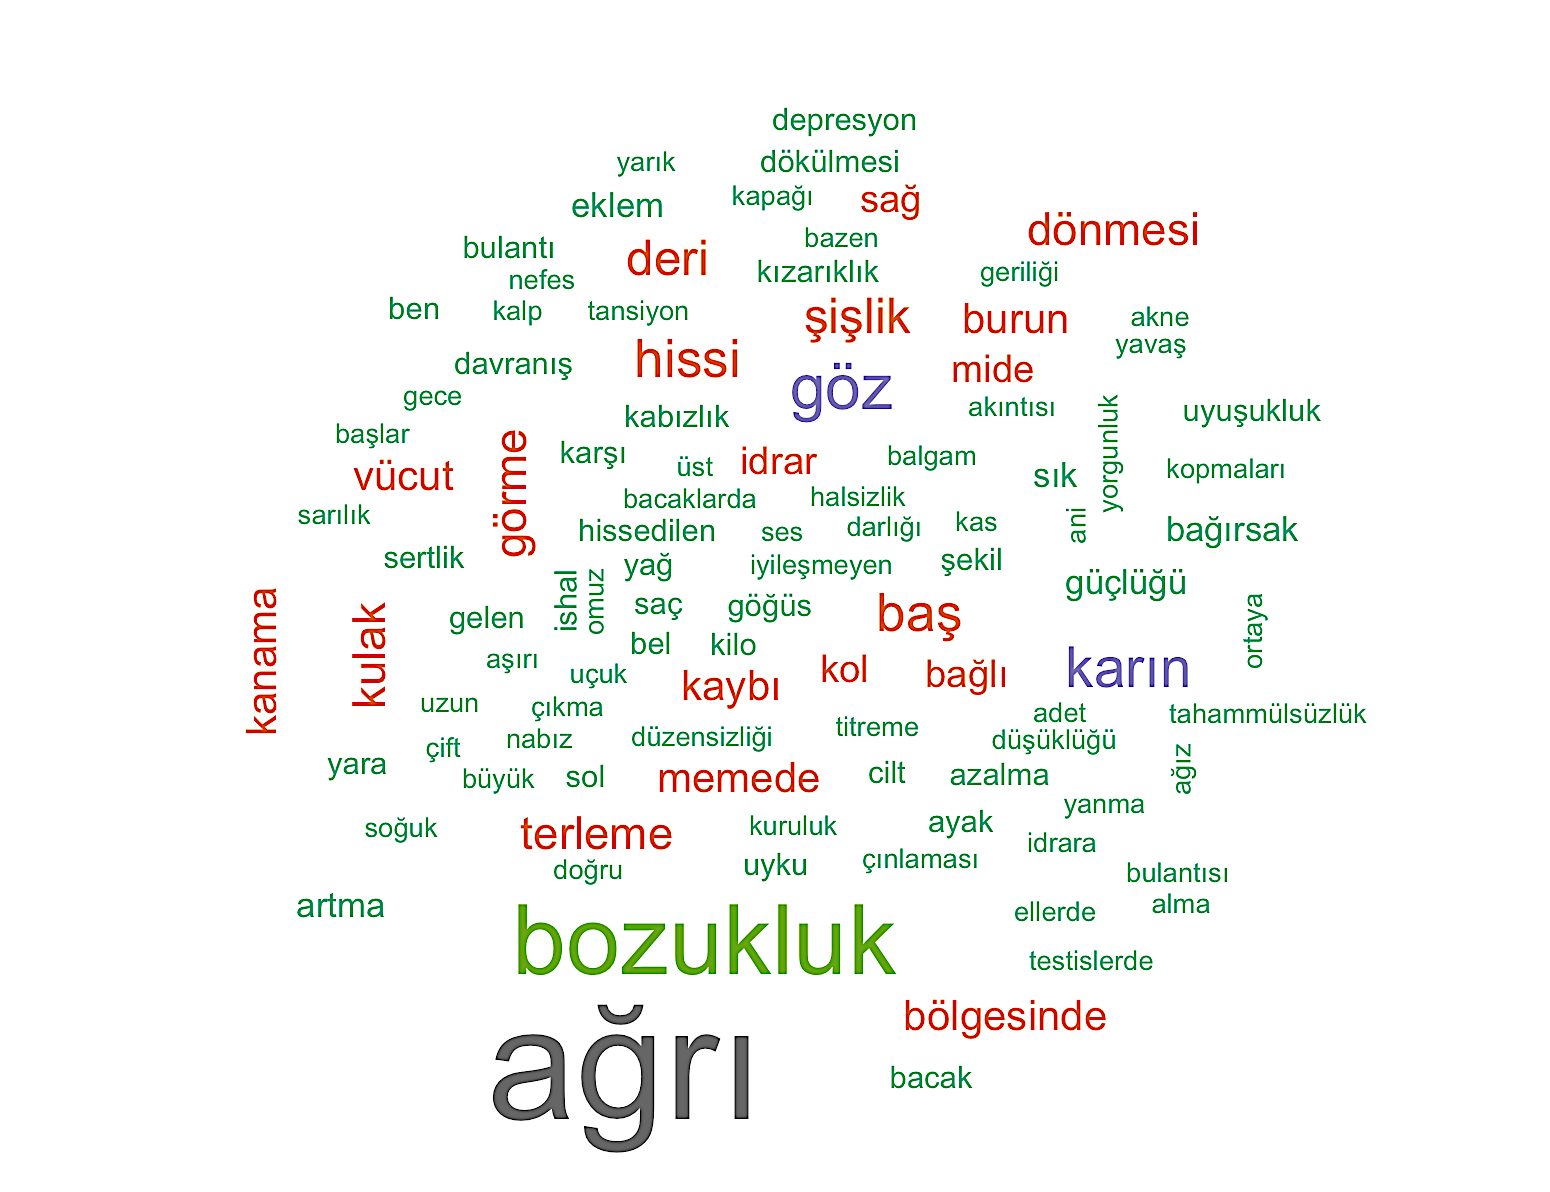 depresyon
yarık
dökülmesi
kapağı
sağ
eklem
dönmesi
bazen
bulantı
deri
kızarıklık
geriliği
nefes
ben
kalp
tansiyon
şişlik
burun
akne
yavaş
hissi
davranış
mide
göz
gece
akıntısı
uyuşukluk
kabızlık
başlar
karşı
yorgunluk
vücut
görme
üst
idrar
balgam
sık
kopmaları
bacaklarda
halsizlik
sarılık
hissedilen
ses
darlığı
kas
ani
bağırsak
sertlik
yağ
iyileşmeyen
şekil
güçlüğü
ishal
omuz
saç
göğüs
baş
gelen
ortaya
kanama
kulak
bel
kilo
aşırı
uçuk
kaybı
kol
bağlı
karın
uzun
çıkma
adet
tahammülsüzlük
çift
nabız
düzensizliği
titreme
düşüklüğü
yara
büyük
sol
memede
cilt
azalma
ağız
yanma
soğuk
terleme
kuruluk
ayak
idrara
doğru
uyku
çınlaması
bulantısı
artma
ellerde
alma
bozukluk
testislerde
bölgesinde
ağrı
bacak